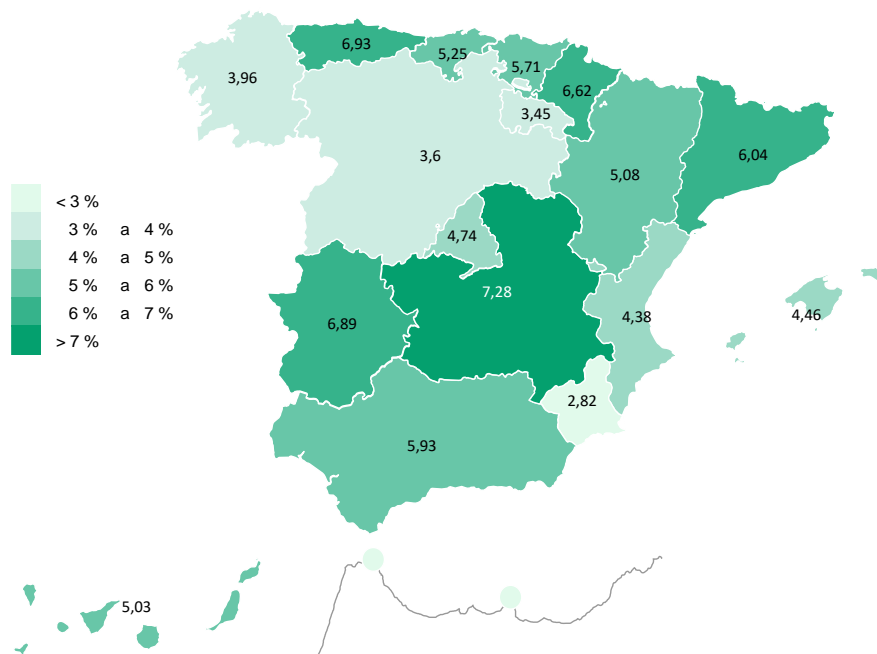 6,93
5,25
5,71
3,96
6,62
3,45
3,6
5,08
6,04
< 3 %
3 % a 4 %
4 % a 5 %
5 % a 6 %
6 % a 7 %
> 7 %
4,74
7,28
4,46
4,38
6,89
2,82
5,93
5,03